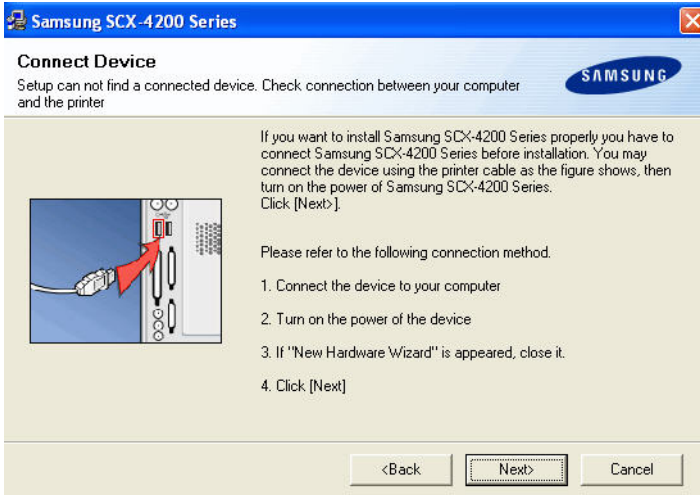 Samsung SCX-4200 Series
Connect Device
Setup can not find a connected device. Check connection between your computer
and the printer
SAMSUNG
If you want to install Samsung SCX-4200 Series properly you have to
connect Samsung SCX-4200 Series before installation. You may
connect the device using the printer cable as the figure shows, then
turn on the power of Samsung SCX-4200 Series.
Click [Next>].
Please refer to the following connection method.
1. Connect the device to your computer
2. Turn on the power of the device
3. If "New Hardware Wizard" is appeared, close it.
4. Click [Next]
<Back
Next>
Cancel